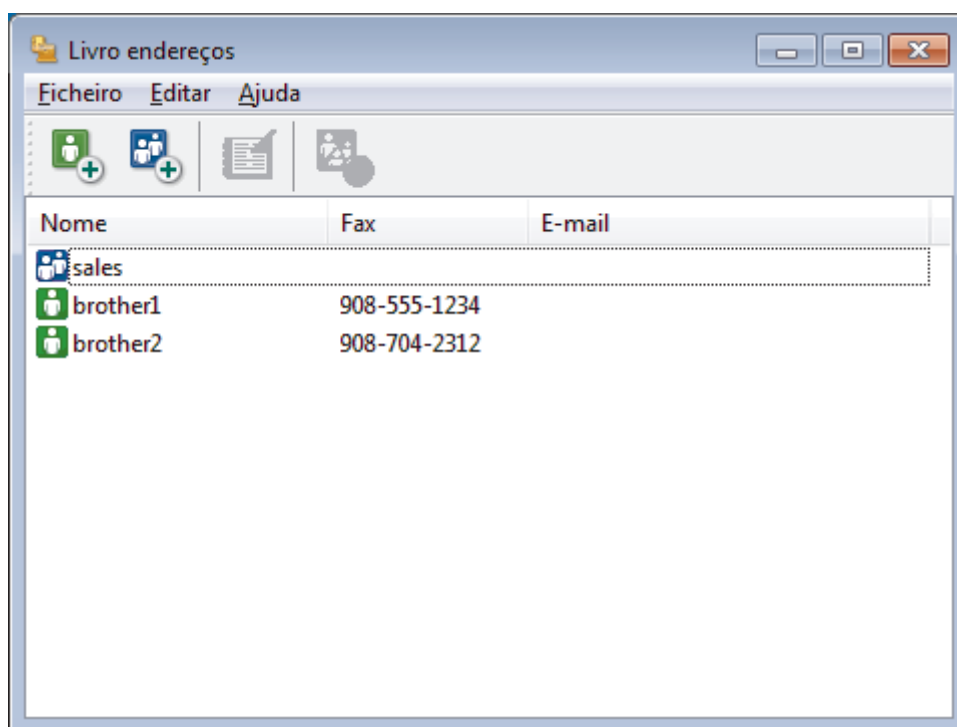 Livro endereços
Ficheiro Editar Ajuda
Nome Fax E-mail
sales
brother1 908-555-1234
brother2 908-704-2312